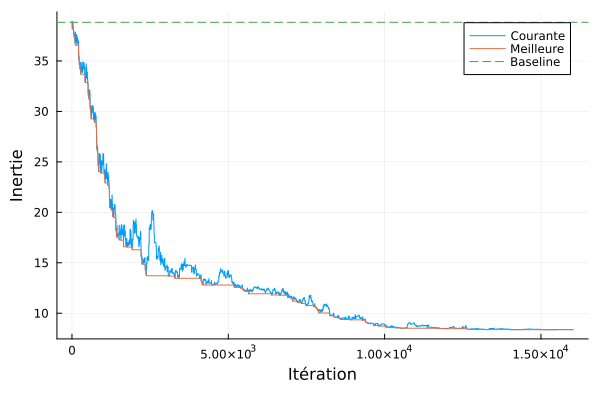 Courante
Meilleure
Baseline
35
30
25
20
15
10
Inertie
0
5.00×10³
1.00×10⁴
1.50×10⁴
Itération